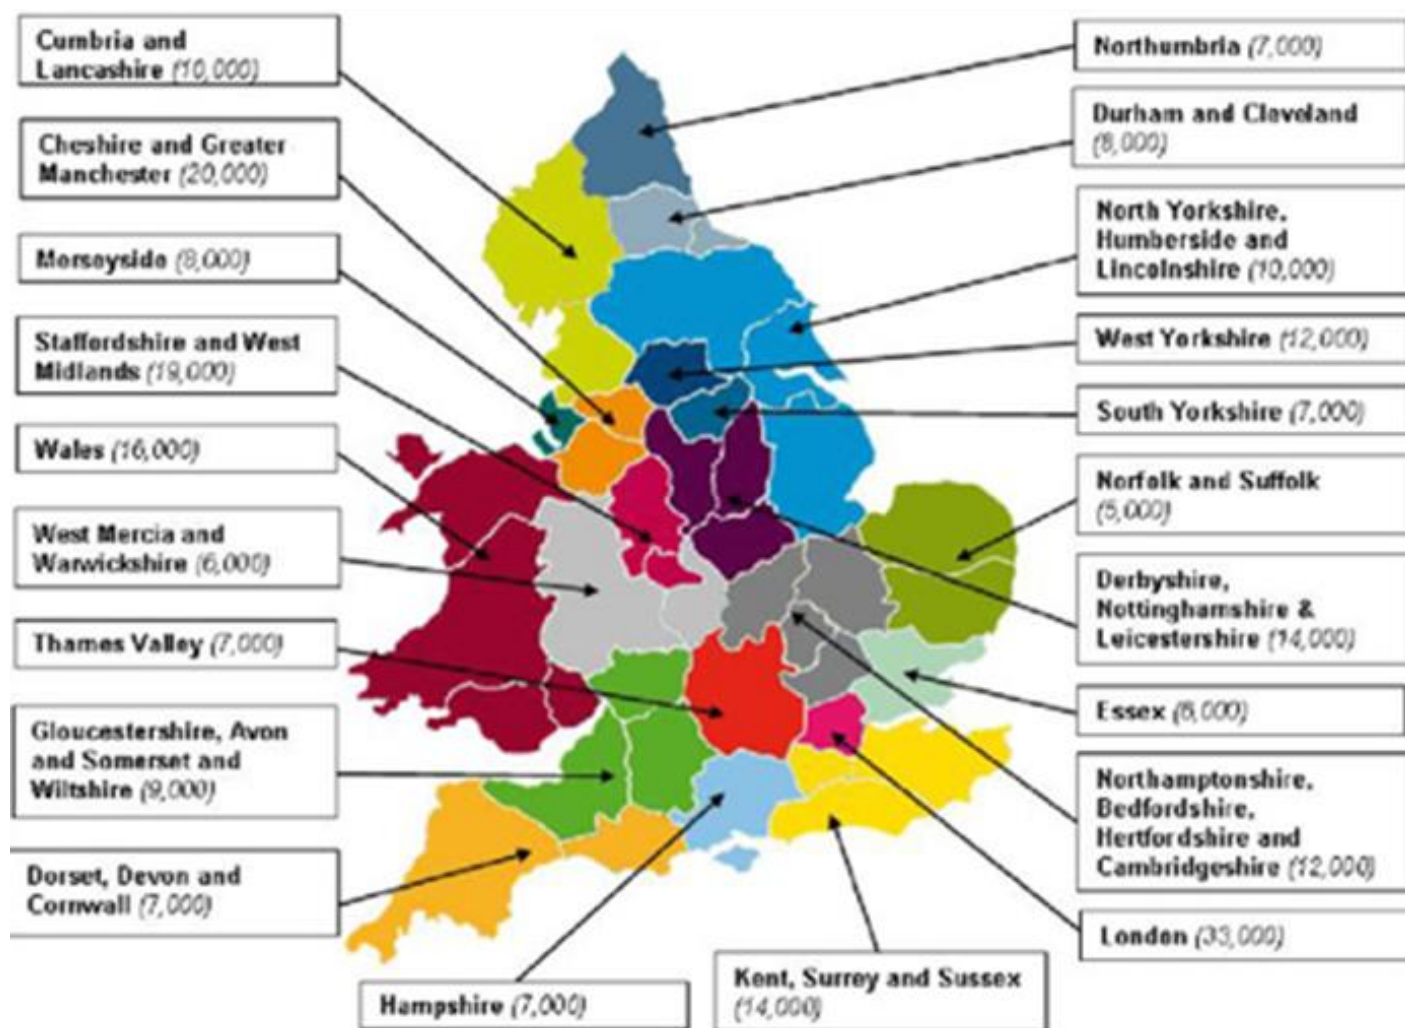 Cumbria and
Lancashire (10,000)
Cheshire and Greater
Manchester (20,000)
Merseyside (8,000)
Staffordshire and West
Midlands (19,000)
Wales (16,000)
West Mercia and
Warwickshire (6,000)
Thames Valley (7,000)
Gloucestershire, Avon
and Somerset and
Wiltshire (9,000)
Dorset, Devon and
Cornwall (7,000)
Hampshire (7,000)
Kent, Surrey and Sussex
(14,000)
Northumbria (7,000)
Durham and Cleveland
North Yorkshire,
Humberside and
Lincolnshire (10,000)
West Yorkshire (12,000)
South Yorkshire (7,000)
Norfolk and Suffolk
(5,000)
Derbyshire,
Nottinghamshire &
Leicestershire (14,000)
Essex
Northamptonshire,
Bedfordshire,
Hertfordshire and
Cambridgeshire (12,000)
London (33,000)